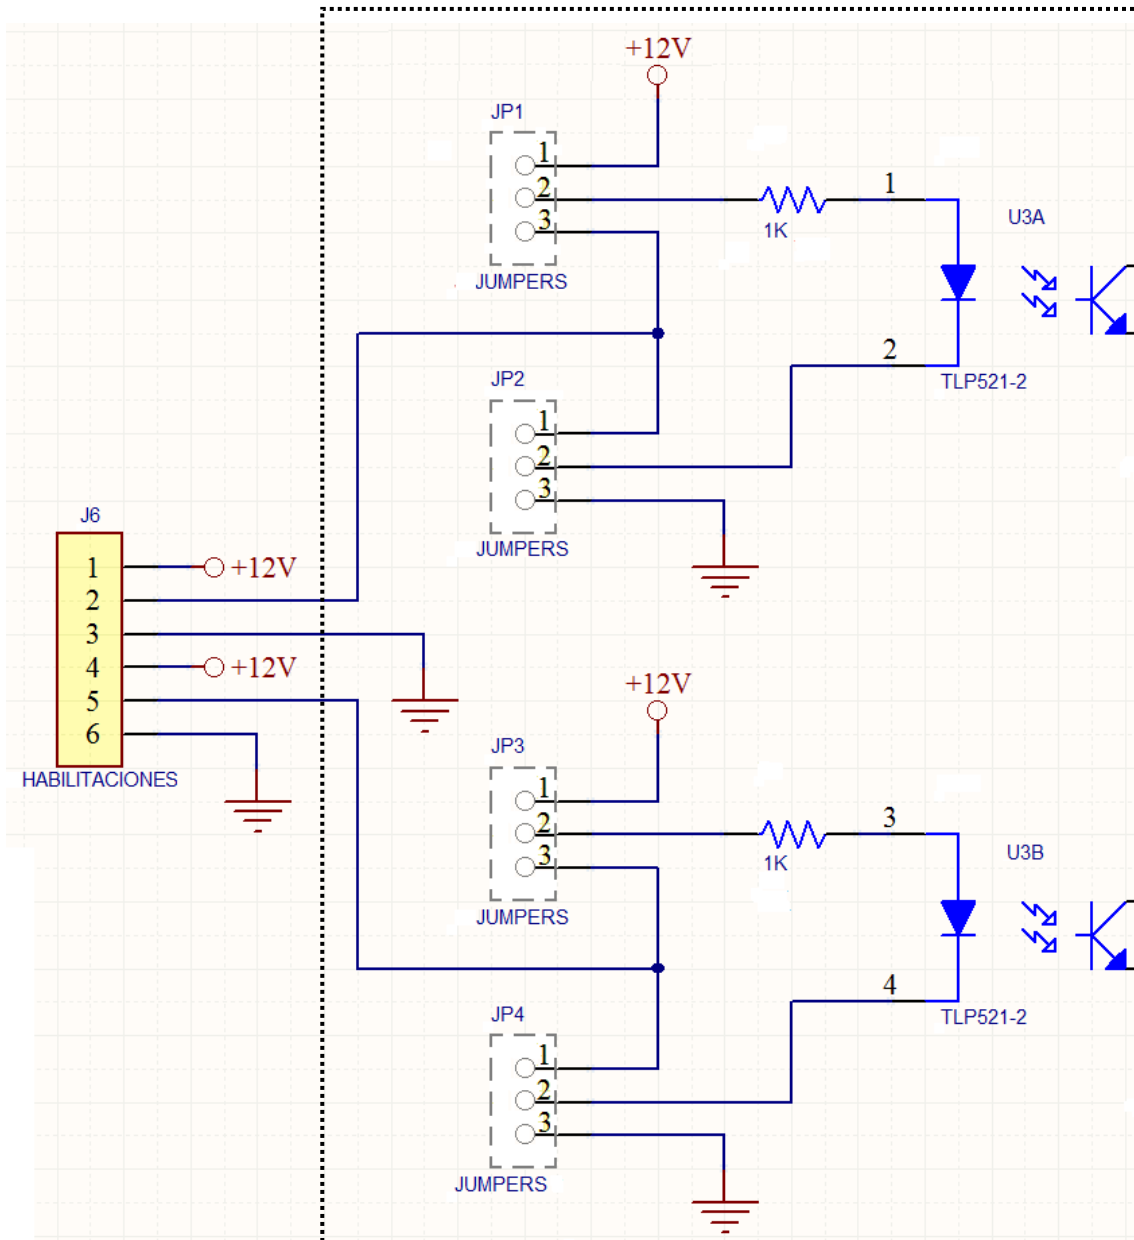 +12V
JP1
1
2
3
JUMPERS
1K
1
U3A
2
TLP521-2
JP2
1
2
3
JUMPERS
J6
1
+12V
2
3
4
+12V
5
6
HABILITACIONES
+12V
JP3
1
2
3
JUMPERS
1K
3
U3B
4
TLP521-2
JP4
1
2
3
JUMPERS